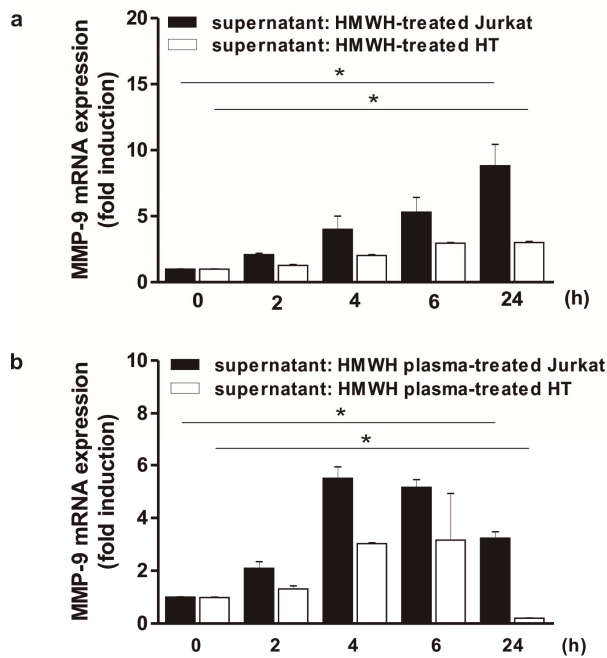 a
MMP-9 mRNA expression
(fold induction)
20
15
10
5
0
supernatant: HMWH-treated Jurkat
supernatant: HMWH-treated HT
*
*
0 2 4 6 24 (h)
b
MMP-9 mRNA expression
(fold induction)
10
8
6
4
2
0
supernatant: HMWH plasma-treated Jurkat
supernatant: HMWH plasma-treated HT
*
*
0 2 4 6 24 (h)